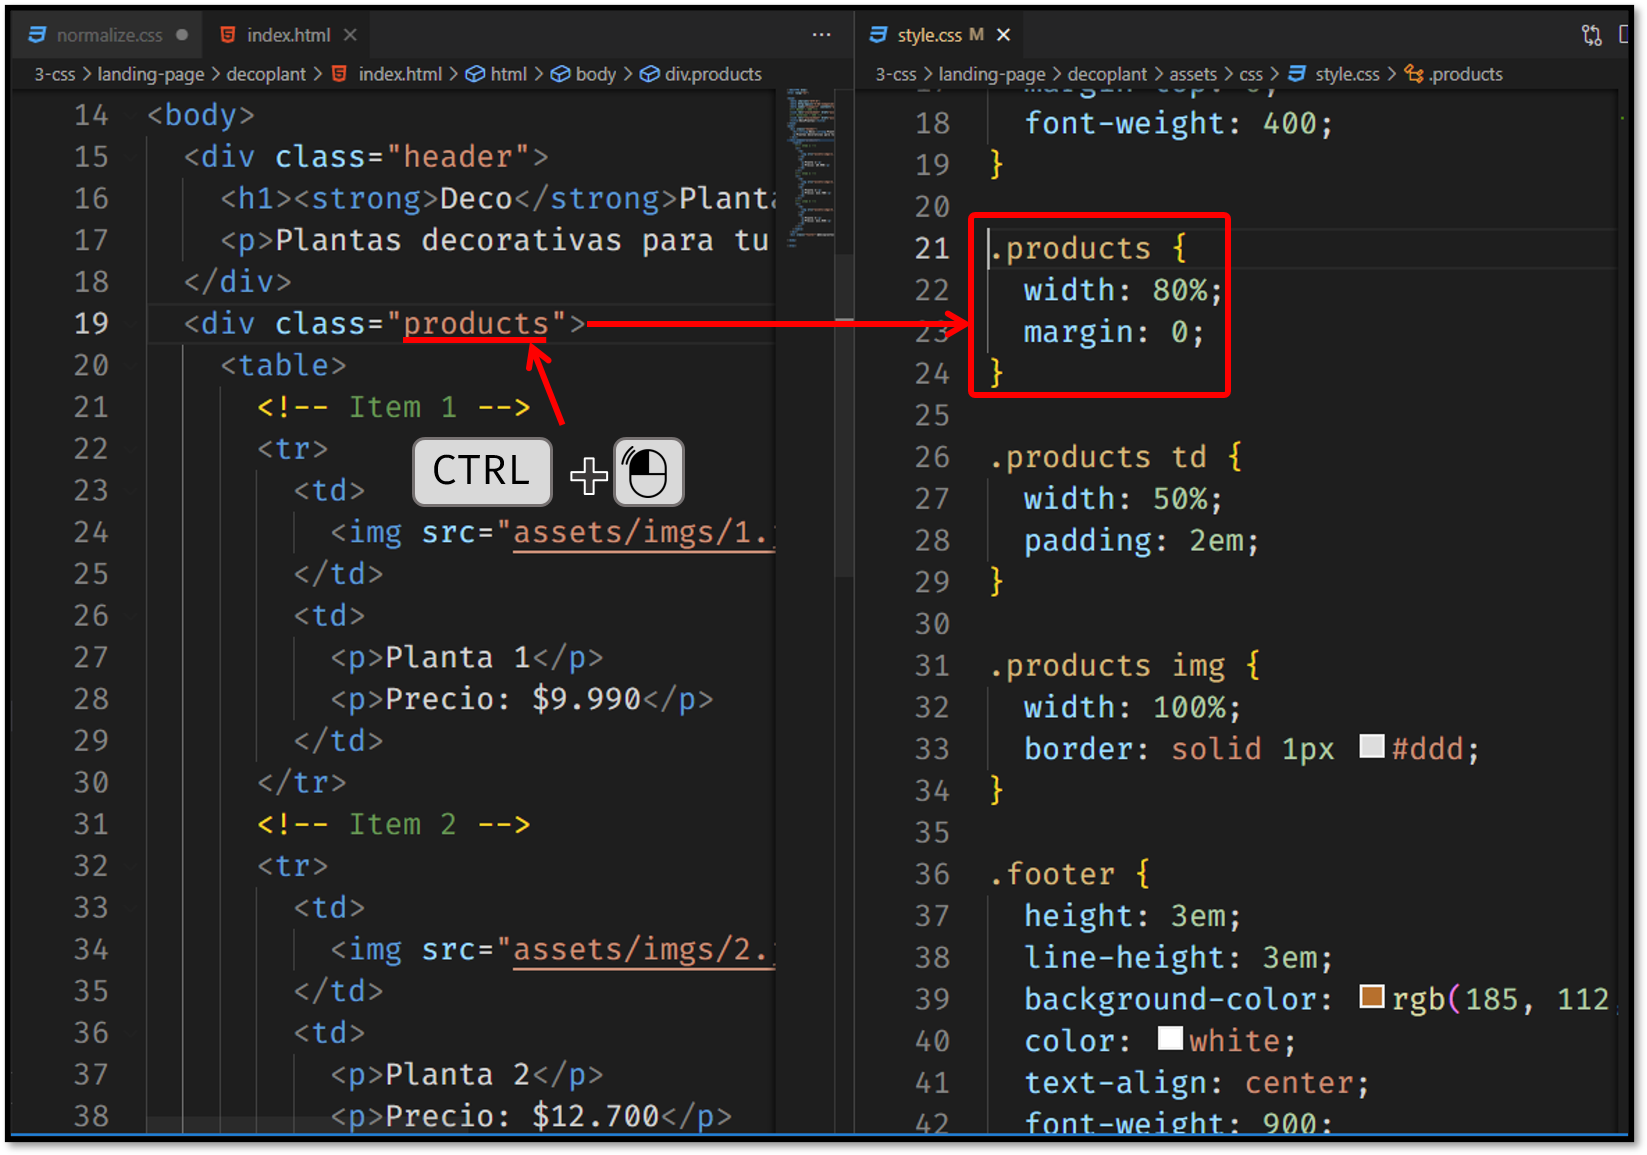 normalize.css
index.html
3-css > landing-page > decoplant > index.html > html > body > div.products
14 <body>
15 <div class="header">
16 <h1><strong>Deco</strong>Planta
17 <p>Plantas decorativas para tu
18 </div>
19 <div class="products">
20 <table>
21 <!-- Item 1 -->
22 <tr>
23 <td>
CTRL
24 <img src="assets/imgs/1.
25 </td>
26 <td>
27 <p>Planta 1</p>
28 <p>Precio: $9.990</p>
29 </td>
30 </tr>
31 <!-- Item 2 -->
32 <tr>
33 <td>
34 <img src="assets/imgs/2.
35 </td>
36 <td>
37 <p>Planta 2</p>
38 <p>Precio: $12.700</p>
style.css M
3-css > landing-page > decoplant > assets > css > style.css > .products
17 margin-top: 0;
18 font-weight: 400;
19 }
20
21 .products {
22 width: 80%;
23 margin: 0;
24 }
25
26 .products td {
27 width: 50%;
28 padding: 2em;
29 }
30
31 .products img {
32 width: 100%;
33 border: solid 1px #ddd;
34 }
35
36 .footer {
37 height: 3em;
38 line-height: 3em;
39 background-color: rgb(185, 112,
40 color: white;
41 text-align: center;
42 font-weight: 900;